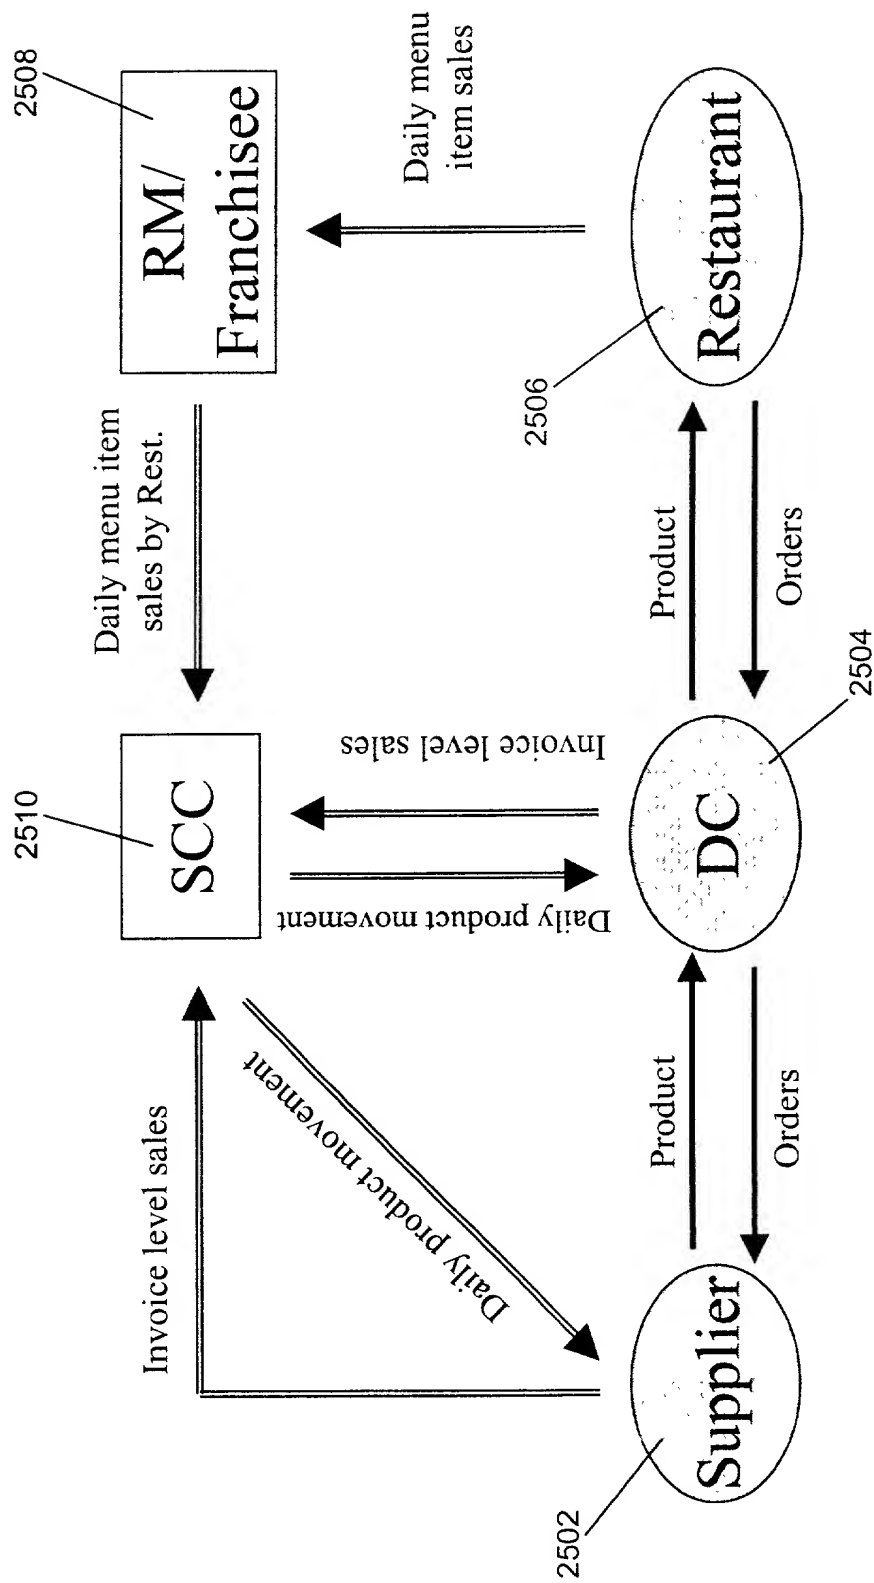 2510
2508
SCC
RM/
Franchisee
Daily menu item
sales by Rest.
Daily menu
item sales
Invoice level sales
Daily product movement
Daily product movement
Invoice level sales
2502
Supplier
Product
Orders
DC
2504
Product
Orders
2506
Restaurant